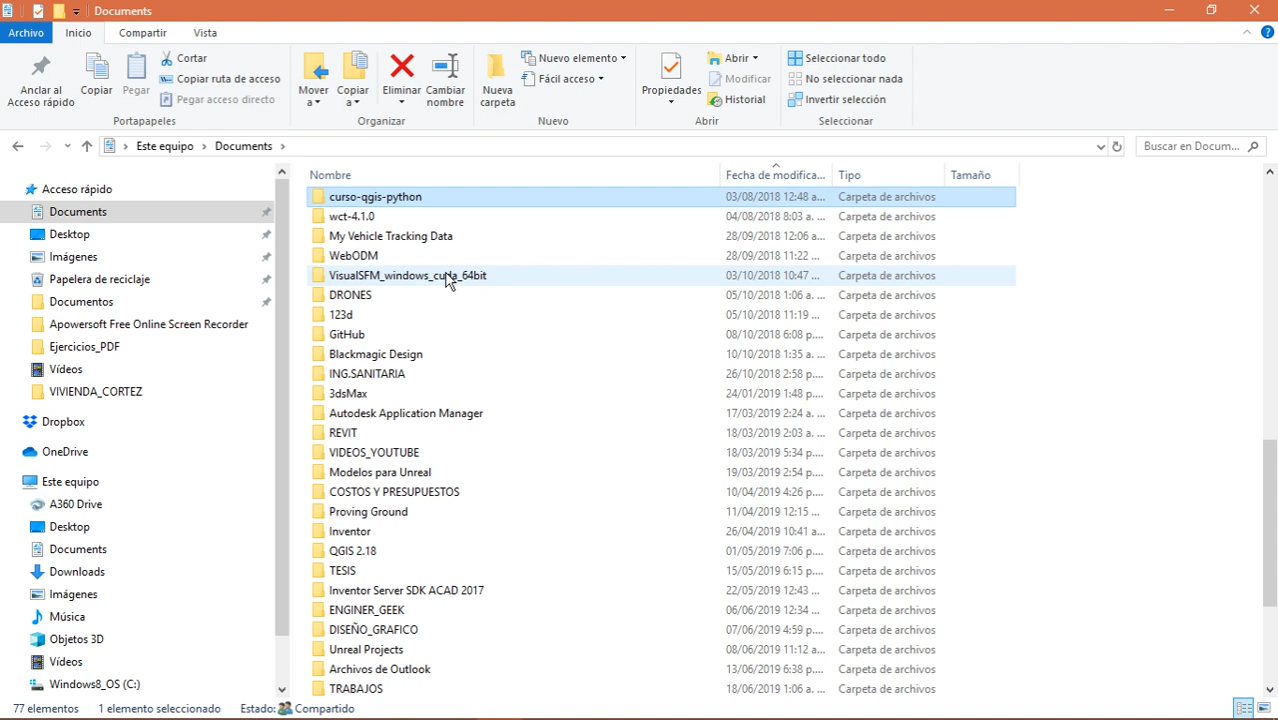 Documents
Archivo Inicio Compartir Vista
Anclar al Acceso rápido
Copiar
Pegar
Cortar
Copiar ruta de acceso
Pegar acceso directo
Portapapeles
Mover a
Copiar a
Eliminar
Cambiar nombre
Organizar
Nueva carpeta
Nuevo elemento
Fácil acceso
Nuevo
Propiedades
Abrir
Modificar
Historial
Abrir
Seleccionar todo
No seleccionar nada
Invertir selección
Seleccionar
Este equipo > Documents > Buscar en Docum...
Acceso rápido
Documents
Desktop
Imágenes
Papelera de reciclaje
Documentos
Apowersoft Free Online Screen Recorder
Ejercicios_PDF
Vídeos
VIVIENDA_CORTEZ
Dropbox
OneDrive
Este equipo
A360 Drive
Desktop
Documents
Downloads
Imágenes
Música
Objetos 3D
Vídeos
Windows8_OS (C:)
Nombre Fecha de modifica... Tipo Tamaño
curso-qgis-python 03/08/2018 12:48 a... Carpeta de archivos
wct-4.1.0 04/08/2018 8:03 a. ... Carpeta de archivos
My Vehicle Tracking Data 28/09/2018 12:06 a... Carpeta de archivos
WebODM 28/09/2018 11:22 ... Carpeta de archivos
VisualSFM_windows_cuda_64bit 03/10/2018 10:47 ... Carpeta de archivos
DRONES 05/10/2018 1:06 a. ... Carpeta de archivos
123d 05/10/2018 11:19 ... Carpeta de archivos
GitHub 08/10/2018 6:08 p.... Carpeta de archivos
Blackmagic Design 10/10/2018 1:35 a. ... Carpeta de archivos
ING.SANITARIA 26/10/2018 2:58 p.... Carpeta de archivos
3dsMax 24/01/2019 1:48 p.... Carpeta de archivos
Autodesk Application Manager 17/03/2019 2:24 a. ... Carpeta de archivos
REVIT 18/03/2019 2:03 a. ... Carpeta de archivos
VIDEOS_YOUTUBE 18/03/2019 5:34 p.... Carpeta de archivos
Modelos para Unreal 19/03/2019 2:54 p.... Carpeta de archivos
COSTOS Y PRESUPUESTOS 10/04/2019 4:26 p.... Carpeta de archivos
Proving Ground 11/04/2019 12:15 ... Carpeta de archivos
Inventor 26/04/2019 10:41 a... Carpeta de archivos
QGIS 2.18 01/05/2019 7:06 p.... Carpeta de archivos
TESIS 15/05/2019 6:15 p.... Carpeta de archivos
Inventor Server SDK ACAD 2017 22/05/2019 12:43 ... Carpeta de archivos
ENGINER_GEEK 06/06/2019 12:34 ... Carpeta de archivos
DISEÑO_GRAFICO 07/06/2019 4:59 p.... Carpeta de archivos
Unreal Projects 08/06/2019 11:12 a... Carpeta de archivos
Archivos de Outlook 13/06/2019 6:38 p.... Carpeta de archivos
TRABAJOS 18/06/2019 1:06 a. ... Carpeta de archivos
77 elementos 1 elemento seleccionado Estado: Compartido